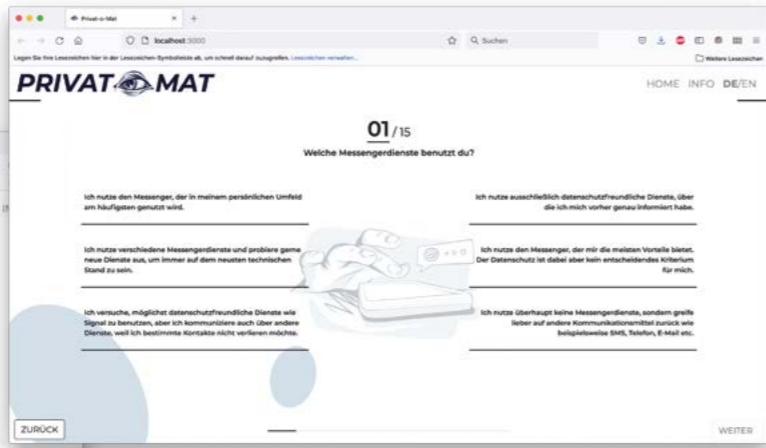 Privat-o-Mat
localhost:3000
Suchen
Legen Sie Ihre Lesezeichen hier in der Lesezeichen-Symbolleiste ab, um schnell darauf zuzugreifen. Lesezeichen verwalten…
Weitere Lesezeichen
PRIVAT MAT
HOME INFO DE/EN
01 / 15
Welche Messengerdienste benutzt du?
Ich nutze den Messenger, der in meinem persönlichen Umfeld
am häufigsten genutzt wird.
Ich nutze ausschließlich datenschutzfreundliche Dienste, über
die ich mich vorher genau informiert habe.
Ich nutze verschiedene Messengerdienste und probiere gerne
neue Dienste aus, um immer auf dem neusten technischen
Stand zu sein.
Ich nutze den Messenger, der mir die meisten Vorteile bietet.
Der Datenschutz ist dabei aber kein entscheidendes Kriterium
für mich.
Ich versuche, möglichst datenschutzfreundliche Dienste wie
Signal zu benutzen, aber ich kommuniziere auch über andere
Dienste, weil ich bestimmte Kontakte nicht verlieren möchte.
Ich nutze überhaupt keine Messengerdienste, sondern greife
lieber auf andere Kommunikationsmittel zurück wie
beispielsweise SMS, Telefon, E-Mail etc.
ZURÜCK
WEITER